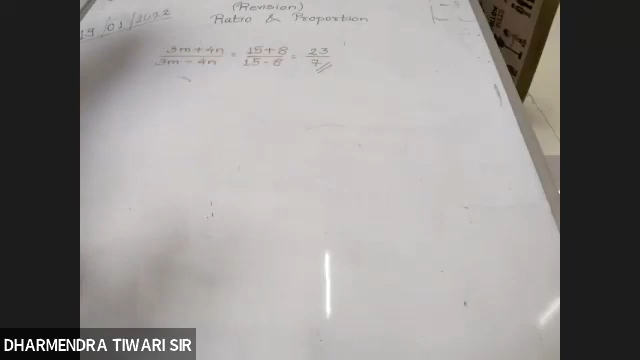 (Revision)
19/01/2022
Ratio & Proportion
3m+4n/3m-4n = 15+8/15-8 = 23/7
DHARMENDRA TIWARI SIR